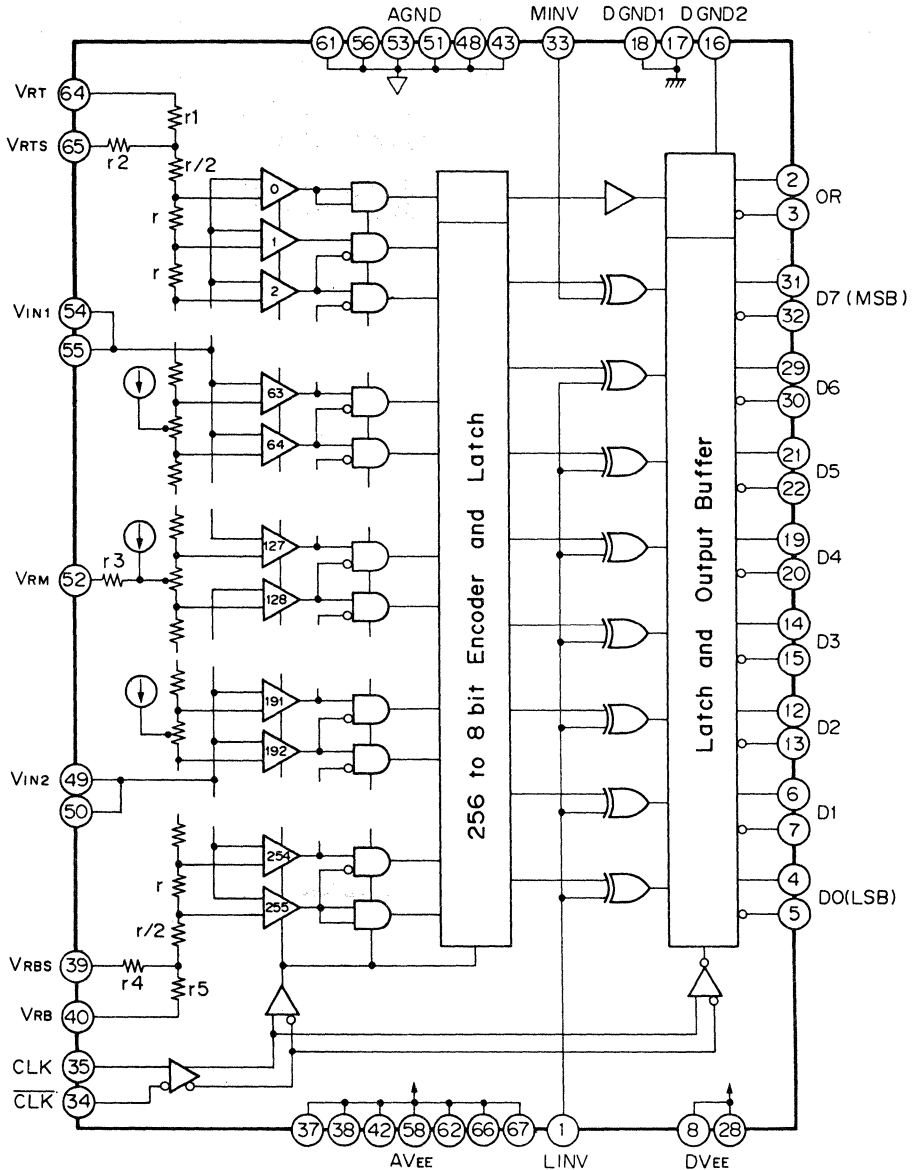 AGND MINV DGND1 DGND2
61 56 53 51 48 43 33 18 17 16
VRT 64
r1
VRTS 65 r2
r/2
0
2
OR
r
3
1
r
2
31
D7 (MSB)
VIN1 54
32
55
29
D6
63
30
64
21
D5
22
127
19
D4
VRM 52 r3
20
128
14
D3
15
191
12
D2
192
13
VIN2 49
6
D1
50
7
254
r
4
D0(LSB)
255
5
r/2
VRBS 39 r4
r5
VRB 40
CLK 35
CLK 34
256 to 8 bit Encoder and Latch
Latch and Output Buffer
37 38 42 58 62 66 67 1 8 28
AVEE LINV DVEE